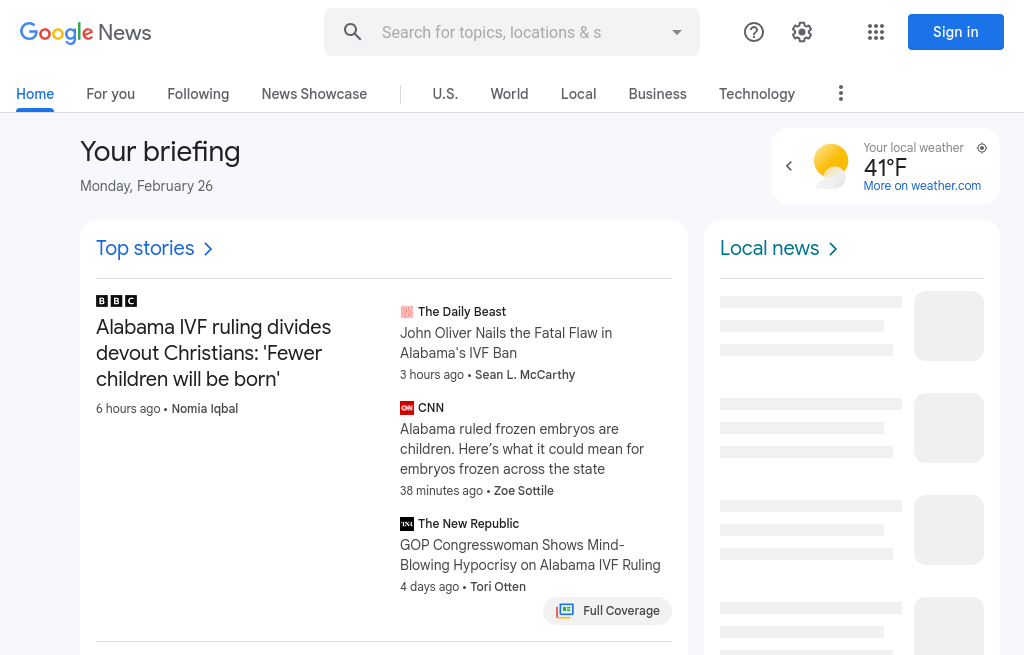 Google News
Search for topics, locations & s
Sign in
Home
For you
Following
News Showcase
U.S.
World
Local
Business
Technology
Your briefing
Monday, February 26
Your local weather
41°F
More on weather.com
Top stories
Local news
BBC
Alabama IVF ruling divides
devout Christians: 'Fewer
children will be born'
6 hours ago • Nomia Iqbal
The Daily Beast
John Oliver Nails the Fatal Flaw in
Alabama's IVF Ban
3 hours ago • Sean L. McCarthy
CNN
CNN
Alabama ruled frozen embryos are
children. Here’s what it could mean for
embryos frozen across the state
38 minutes ago • Zoe Sottile
TNR
The New Republic
GOP Congresswoman Shows Mind-
Blowing Hypocrisy on Alabama IVF Ruling
4 days ago • Tori Otten
Full Coverage